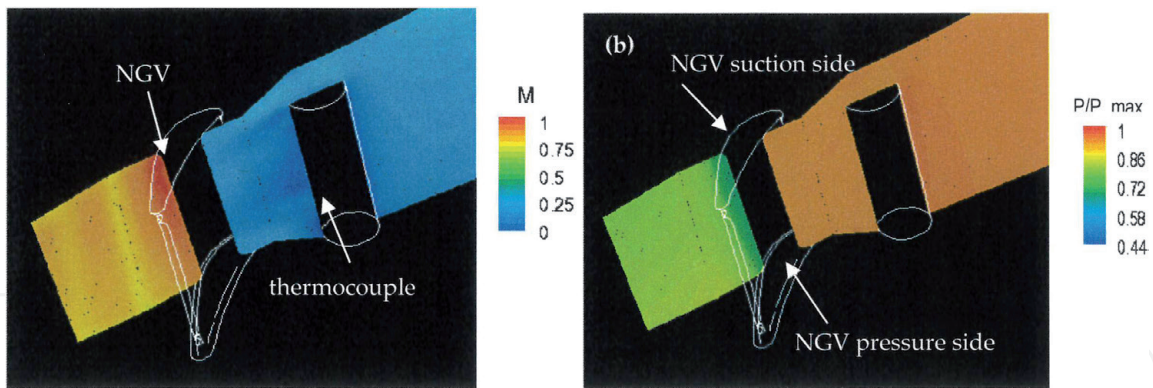 NGV
thermocouple
M
1
0.75
0.5
0.25
0
(b)
NGV suction side
NGV pressure side
P/P max
1
0.86
0.72
0.58
0.44